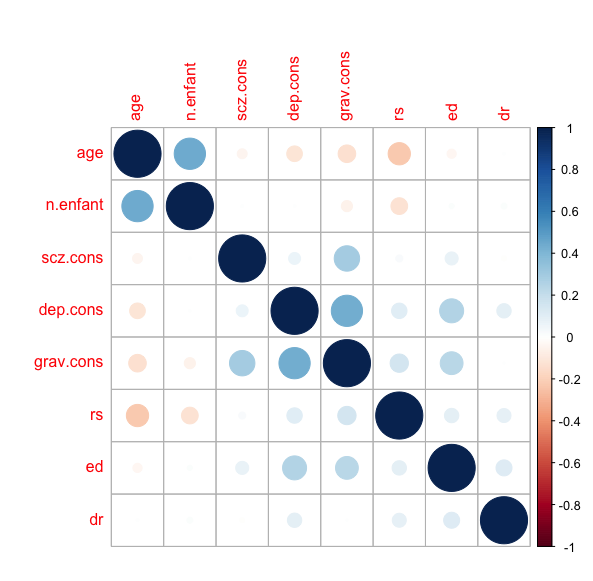 age
n.enfant
scz.cons
dep.cons
grav.cons
rs
ed
dr
age
n.enfant
scz.cons
dep.cons
grav.cons
rs
ed
dr
1
0.8
0.6
0.4
0.2
0
-0.2
-0.4
-0.6
-0.8
-1